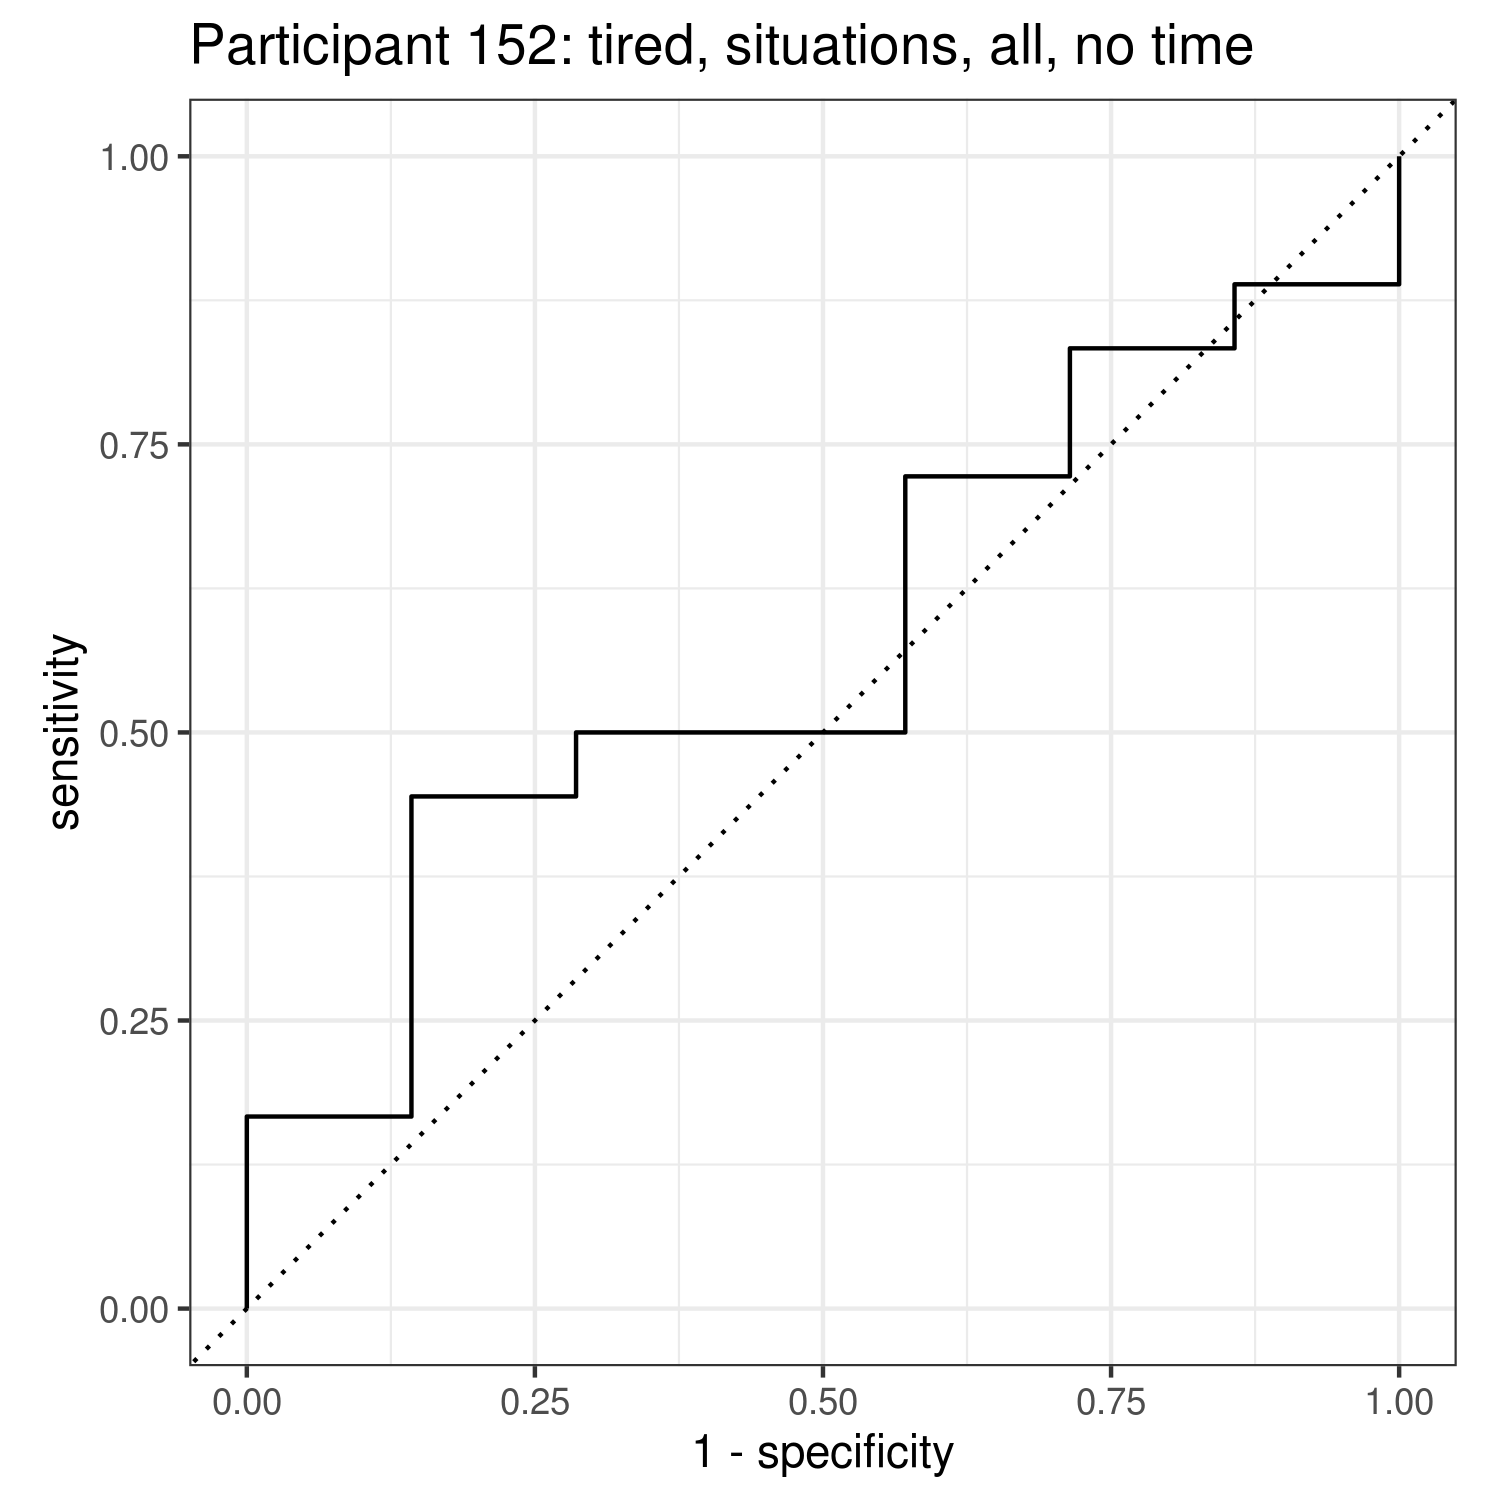 Participant 152: tired, situations, all, no time
1.00
0.75
0.50
0.25
0.00
sensitivity
0.00 0.25 0.50 0.75 1.00
1 - specificity